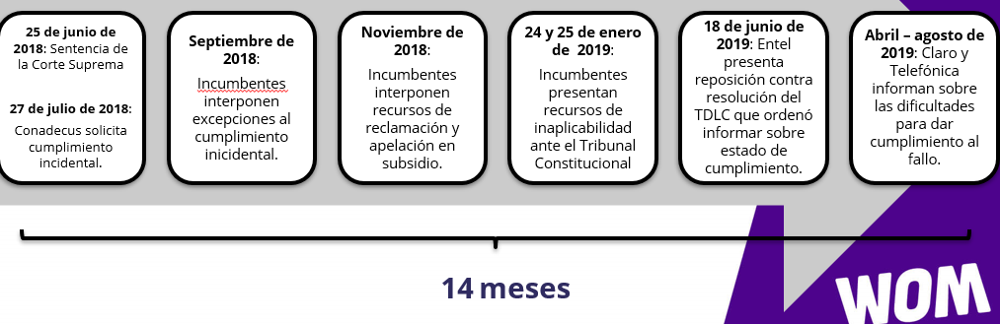 25 de junio de
2018: Sentencia de
la Corte Suprema
27 de julio de 2018:
Conadecus solicita
cumplimiento
incidental.
Septiembre de
2018:
Incumbentes
interponen
excepciones al
cumplimiento
inicidental.
Noviembre de
2018:
Incumbentes
interponen
recursos de
reclamación y
apelación en
subsidio.
24 y 25 de enero
de 2019:
Incumbentes
presentan
recursos de
inaplicabilidad
ante el Tribunal
Constitucional
18 de junio de
2019: Entel
presenta
reposición contra
resolución del
TDLC que ordenó
informar sobre
estado de
cumplimiento.
Abril – agosto de
2019: Claro y
Telefónica
informan sobre
las dificultades
para dar
cumplimiento al
fallo.
14 meses
WOM